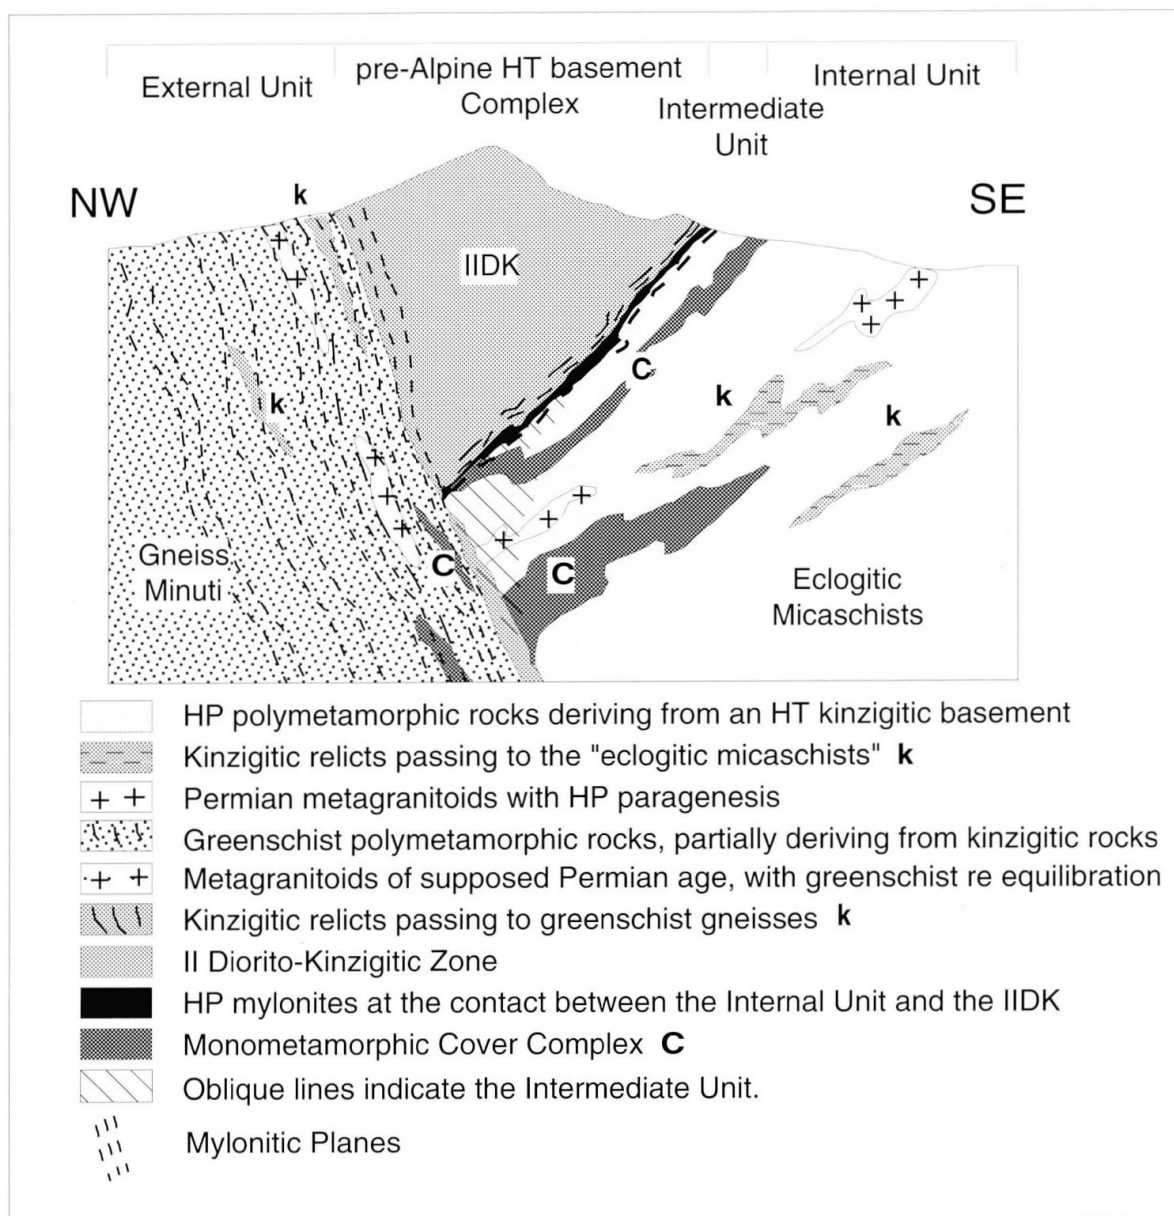 External Unit
pre-Alpine HT basement
Complex
Intermediate
Unit
Internal Unit
NW
k
SE
IIDK
k
C
k
k
C
C
Gneiss
Minuti
Eclogitic
Micaschists
HP polymetamorphic rocks deriving from an HT kinzigitic basement
Kinzigitic relicts passing to the "eclogitic micaschists" k
Permian metagranitoids with HP paragenesis
Greenschist polymetamorphic rocks, partially deriving from kinzigitic rocks
Metagranitoids of supposed Permian age, with greenschist re equilibration
Kinzigitic relicts passing to greenschist gneisses k
II Diorito-Kinzigitic Zone
HP mylonites at the contact between the Internal Unit and the IIDK
Monometamorphic Cover Complex C
Oblique lines indicate the Intermediate Unit.
Mylonitic Planes